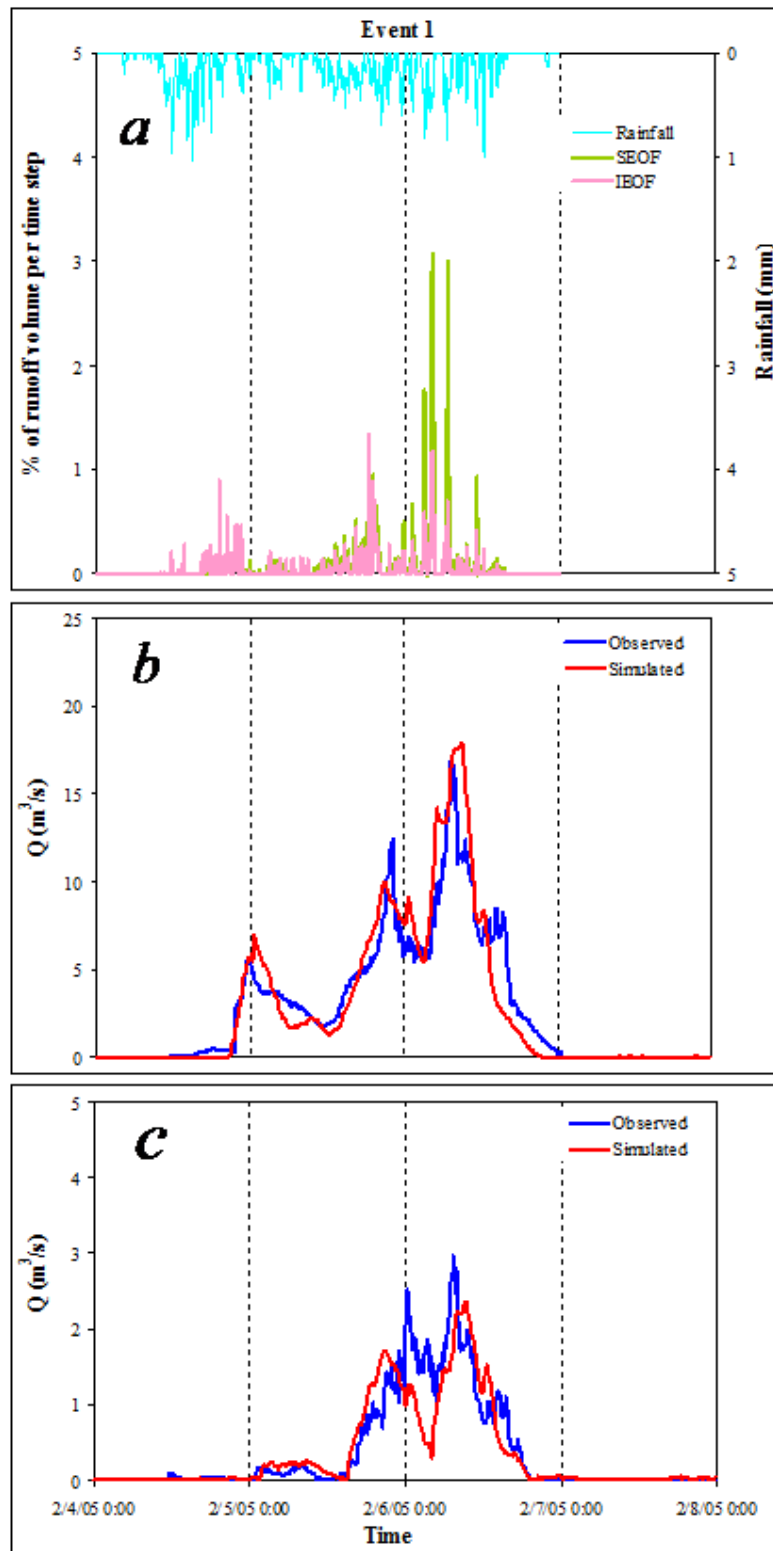 Event 1
a
5
4
3
2
1
0
% of runoff volume per time step
0
1
2
3
4
5
Rainfall (mm)
Rainfall
SEOF
IEOF
b
25
20
15
10
5
0
Q (m³/s)
Observed
Simulated
c
5
4
3
2
1
0
Q (m³/s)
Observed
Simulated
2/4/05 0:00 2/5/05 0:00 2/6/05 0:00 2/7/05 0:00 2/8/05 0:00
Time